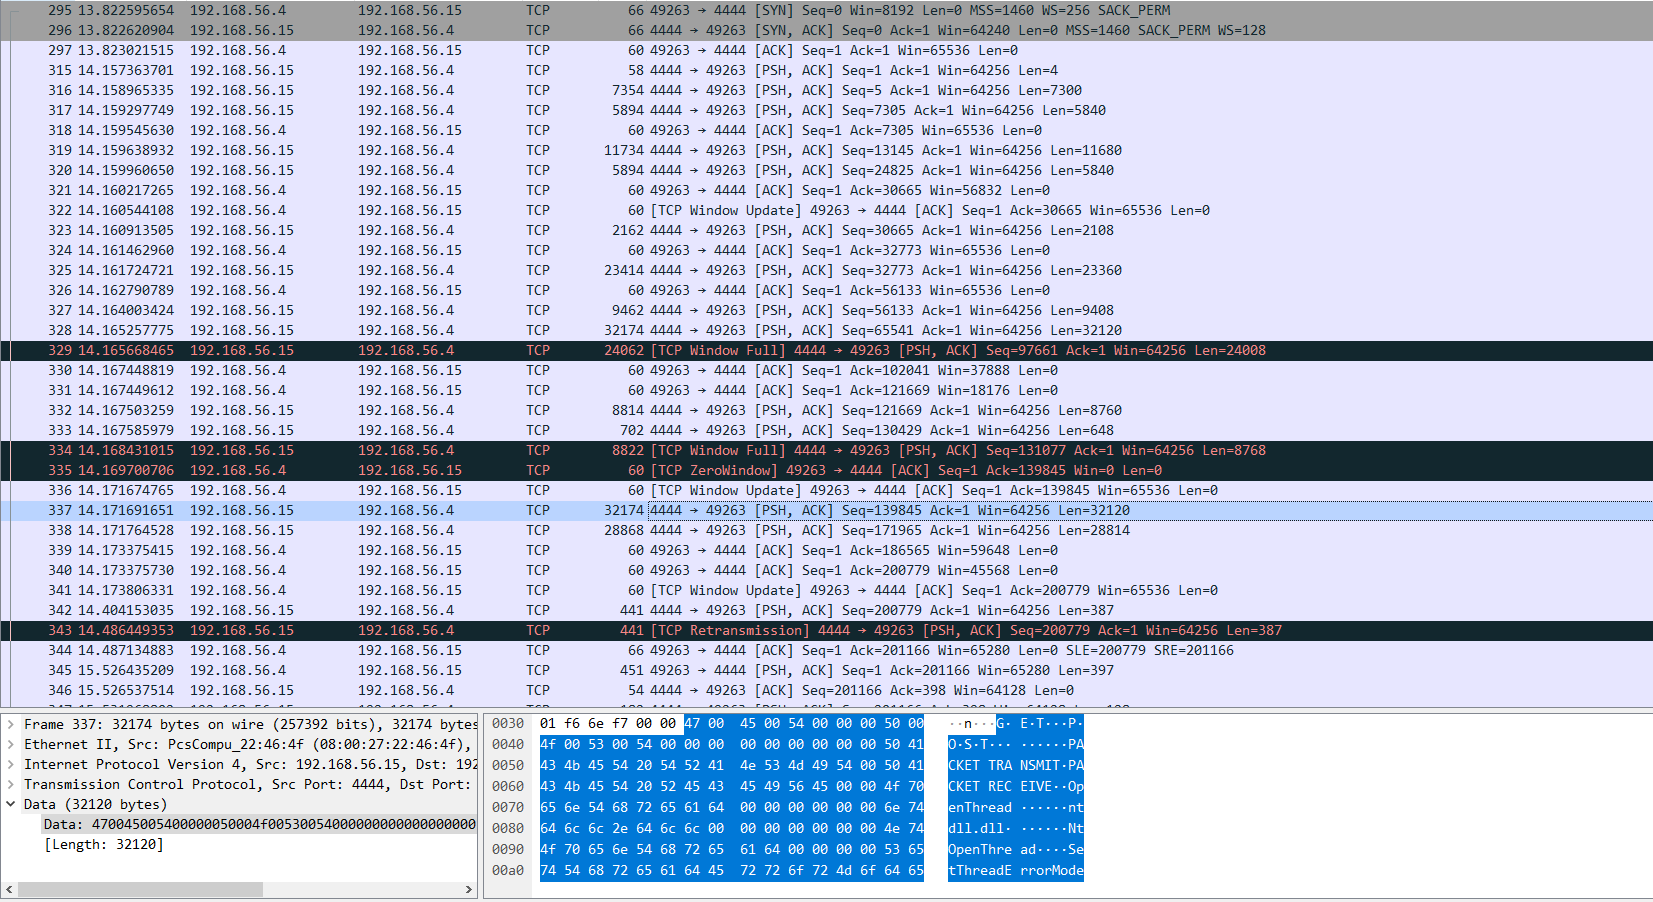 295 13.822595654 192.168.56.4 192.168.56.15 TCP 66 49263 → 4444 [SYN] Seq=0 Win=8192 Len=0 MSS=1460 WS=256 SACK_PERM
296 13.822620904 192.168.56.15 192.168.56.4 TCP 66 4444 → 49263 [SYN, ACK] Seq=0 Ack=1 Win=64240 Len=0 MSS=1460 SACK_PERM WS=128
297 13.823021515 192.168.56.4 192.168.56.15 TCP 60 49263 → 4444 [ACK] Seq=1 Ack=1 Win=65536 Len=0
315 14.157363701 192.168.56.15 192.168.56.4 TCP 58 4444 → 49263 [PSH, ACK] Seq=1 Ack=1 Win=64256 Len=4
316 14.158965335 192.168.56.15 192.168.56.4 TCP 7354 4444 → 49263 [PSH, ACK] Seq=5 Ack=1 Win=64256 Len=7300
317 14.159297749 192.168.56.15 192.168.56.4 TCP 5894 4444 → 49263 [PSH, ACK] Seq=7305 Ack=1 Win=64256 Len=5840
318 14.159545630 192.168.56.4 192.168.56.15 TCP 60 49263 → 4444 [ACK] Seq=1 Ack=7305 Win=65536 Len=0
319 14.159638932 192.168.56.15 192.168.56.4 TCP 11734 4444 → 49263 [PSH, ACK] Seq=13145 Ack=1 Win=64256 Len=11680
320 14.159960650 192.168.56.15 192.168.56.4 TCP 5894 4444 → 49263 [PSH, ACK] Seq=24825 Ack=1 Win=64256 Len=5840
321 14.160217265 192.168.56.4 192.168.56.15 TCP 60 49263 → 4444 [ACK] Seq=1 Ack=30665 Win=56832 Len=0
322 14.160544108 192.168.56.4 192.168.56.15 TCP 60 [TCP Window Update] 49263 → 4444 [ACK] Seq=1 Ack=30665 Win=65536 Len=0
323 14.160913505 192.168.56.15 192.168.56.4 TCP 2162 4444 → 49263 [PSH, ACK] Seq=30665 Ack=1 Win=64256 Len=2108
324 14.161462960 192.168.56.4 192.168.56.15 TCP 60 49263 → 4444 [ACK] Seq=1 Ack=32773 Win=65536 Len=0
325 14.161724721 192.168.56.15 192.168.56.4 TCP 23414 4444 → 49263 [PSH, ACK] Seq=32773 Ack=1 Win=64256 Len=23360
326 14.162790789 192.168.56.4 192.168.56.15 TCP 60 49263 → 4444 [ACK] Seq=1 Ack=56133 Win=65536 Len=0
327 14.164003424 192.168.56.15 192.168.56.4 TCP 9462 4444 → 49263 [PSH, ACK] Seq=56133 Ack=1 Win=64256 Len=9408
328 14.165257775 192.168.56.15 192.168.56.4 TCP 32174 4444 → 49263 [PSH, ACK] Seq=65541 Ack=1 Win=64256 Len=32120
329 14.165668465 192.168.56.15 192.168.56.4 TCP 24062 [TCP Window Full] 4444 → 49263 [PSH, ACK] Seq=97661 Ack=1 Win=64256 Len=24008
330 14.167448819 192.168.56.4 192.168.56.15 TCP 60 49263 → 4444 [ACK] Seq=1 Ack=102041 Win=37888 Len=0
331 14.167449612 192.168.56.4 192.168.56.15 TCP 60 49263 → 4444 [ACK] Seq=1 Ack=121669 Win=18176 Len=0
332 14.167503259 192.168.56.15 192.168.56.4 TCP 8814 4444 → 49263 [PSH, ACK] Seq=121669 Ack=1 Win=64256 Len=8760
333 14.167585979 192.168.56.15 192.168.56.4 TCP 702 4444 → 49263 [PSH, ACK] Seq=130429 Ack=1 Win=64256 Len=648
334 14.168431015 192.168.56.15 192.168.56.4 TCP 8822 [TCP Window Full] 4444 → 49263 [PSH, ACK] Seq=131077 Ack=1 Win=64256 Len=8768
335 14.169700706 192.168.56.4 192.168.56.15 TCP 60 [TCP ZeroWindow] 49263 → 4444 [ACK] Seq=1 Ack=139845 Win=0 Len=0
336 14.171674765 192.168.56.4 192.168.56.15 TCP 60 [TCP Window Update] 49263 → 4444 [ACK] Seq=1 Ack=139845 Win=65536 Len=0
337 14.171691651 192.168.56.15 192.168.56.4 TCP 32174 4444 → 49263 [PSH, ACK] Seq=139845 Ack=1 Win=64256 Len=32120
338 14.171764528 192.168.56.15 192.168.56.4 TCP 28868 4444 → 49263 [PSH, ACK] Seq=171965 Ack=1 Win=64256 Len=28814
339 14.173375415 192.168.56.4 192.168.56.15 TCP 60 49263 → 4444 [ACK] Seq=1 Ack=186565 Win=59648 Len=0
340 14.173375730 192.168.56.4 192.168.56.15 TCP 60 49263 → 4444 [ACK] Seq=1 Ack=200779 Win=45568 Len=0
341 14.173806331 192.168.56.4 192.168.56.15 TCP 60 [TCP Window Update] 49263 → 4444 [ACK] Seq=1 Ack=200779 Win=65536 Len=0
342 14.404153035 192.168.56.15 192.168.56.4 TCP 441 4444 → 49263 [PSH, ACK] Seq=200779 Ack=1 Win=64256 Len=387
343 14.486449353 192.168.56.15 192.168.56.4 TCP 441 [TCP Retransmission] 4444 → 49263 [PSH, ACK] Seq=200779 Ack=1 Win=64256 Len=387
344 14.487134883 192.168.56.4 192.168.56.15 TCP 66 49263 → 4444 [ACK] Seq=1 Ack=201166 Win=65280 Len=0 SLE=200779 SRE=201166
345 15.526435209 192.168.56.4 192.168.56.15 TCP 451 49263 → 4444 [PSH, ACK] Seq=1 Ack=201166 Win=65280 Len=397
346 15.526537514 192.168.56.15 192.168.56.4 TCP 54 4444 → 49263 [ACK] Seq=201166 Ack=398 Win=64128 Len=0
Frame 337: 32174 bytes on wire (257392 bits), 32174 bytes
Ethernet II, Src: PcsCompu_22:46:4f (08:00:27:22:46:4f),
Internet Protocol Version 4, Src: 192.168.56.15, Dst: 192
Transmission Control Protocol, Src Port: 4444, Dst Port:
Data (32120 bytes)
Data: 470045005400000050004f005300540000000000000000000
[Length: 32120]
0030 01 f6 6e f7 00 00 47 00 45 00 54 00 00 00 50 00 ··n···G· E·T···P·
0040 4f 00 53 00 54 00 00 00 00 00 00 00 00 00 50 41 O·S·T··· ······PA
0050 43 4b 45 54 20 54 52 41 4e 53 4d 49 54 00 50 41 CKET TRA NSMIT·PA
0060 43 4b 45 54 20 52 45 43 45 49 56 45 00 00 4f 70 CKET REC EIVE··Op
0070 65 6e 54 68 72 65 61 64 00 00 00 00 00 00 6e 74 enThread ······nt
0080 64 6c 6c 2e 64 6c 6c 00 00 00 00 00 00 00 4e 74 dll.dll· ······Nt
0090 4f 70 65 6e 54 68 72 65 61 64 00 00 00 00 53 65 OpenThre ad····Se
00a0 74 54 68 72 65 61 64 45 72 72 6f 72 4d 6f 64 65 tThreadE rrorMode